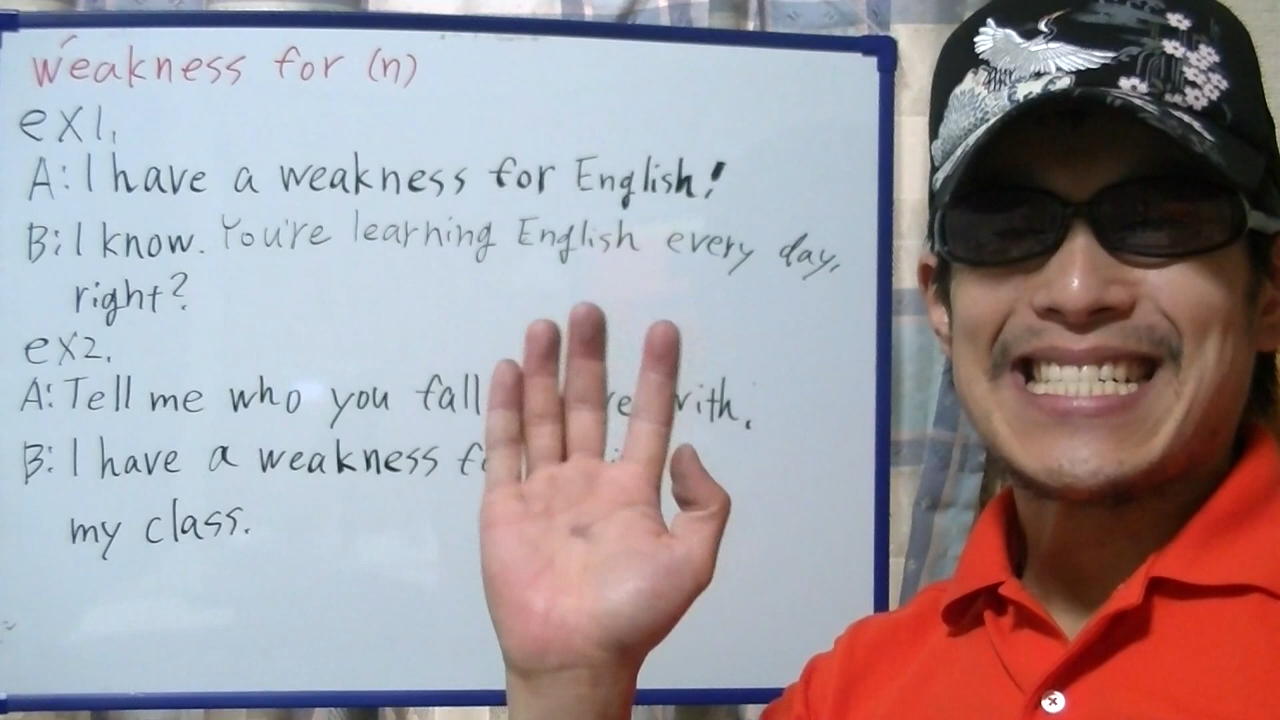 weakness for (n)
ex1.
A: I have a weakness for English!
B: I know. You're learning English every day,
right?
ex2.
A: Tell me who you fall with.
B: I have a weakness
my class.